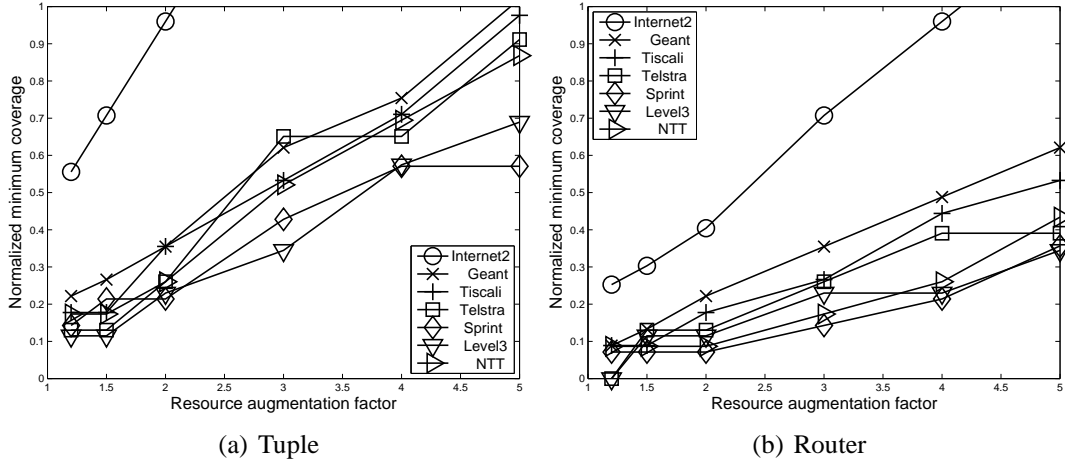 1
0.9
0.8
0.7
0.6
0.5
0.4
0.3
0.2
0.1
0
Normalized minimum coverage
1 1.5 2 2.5 3 3.5 4 4.5 5
Resource augmentation factor
Internet2
Geant
Tiscali
Telstra
Sprint
Level3
NTT
(a) Tuple
1
0.9
0.8
0.7
0.6
0.5
0.4
0.3
0.2
0.1
0
Normalized minimum coverage
1 1.5 2 2.5 3 3.5 4 4.5 5
Resource augmentation factor
Internet2
Geant
Tiscali
Telstra
Sprint
Level3
NTT
(b) Router